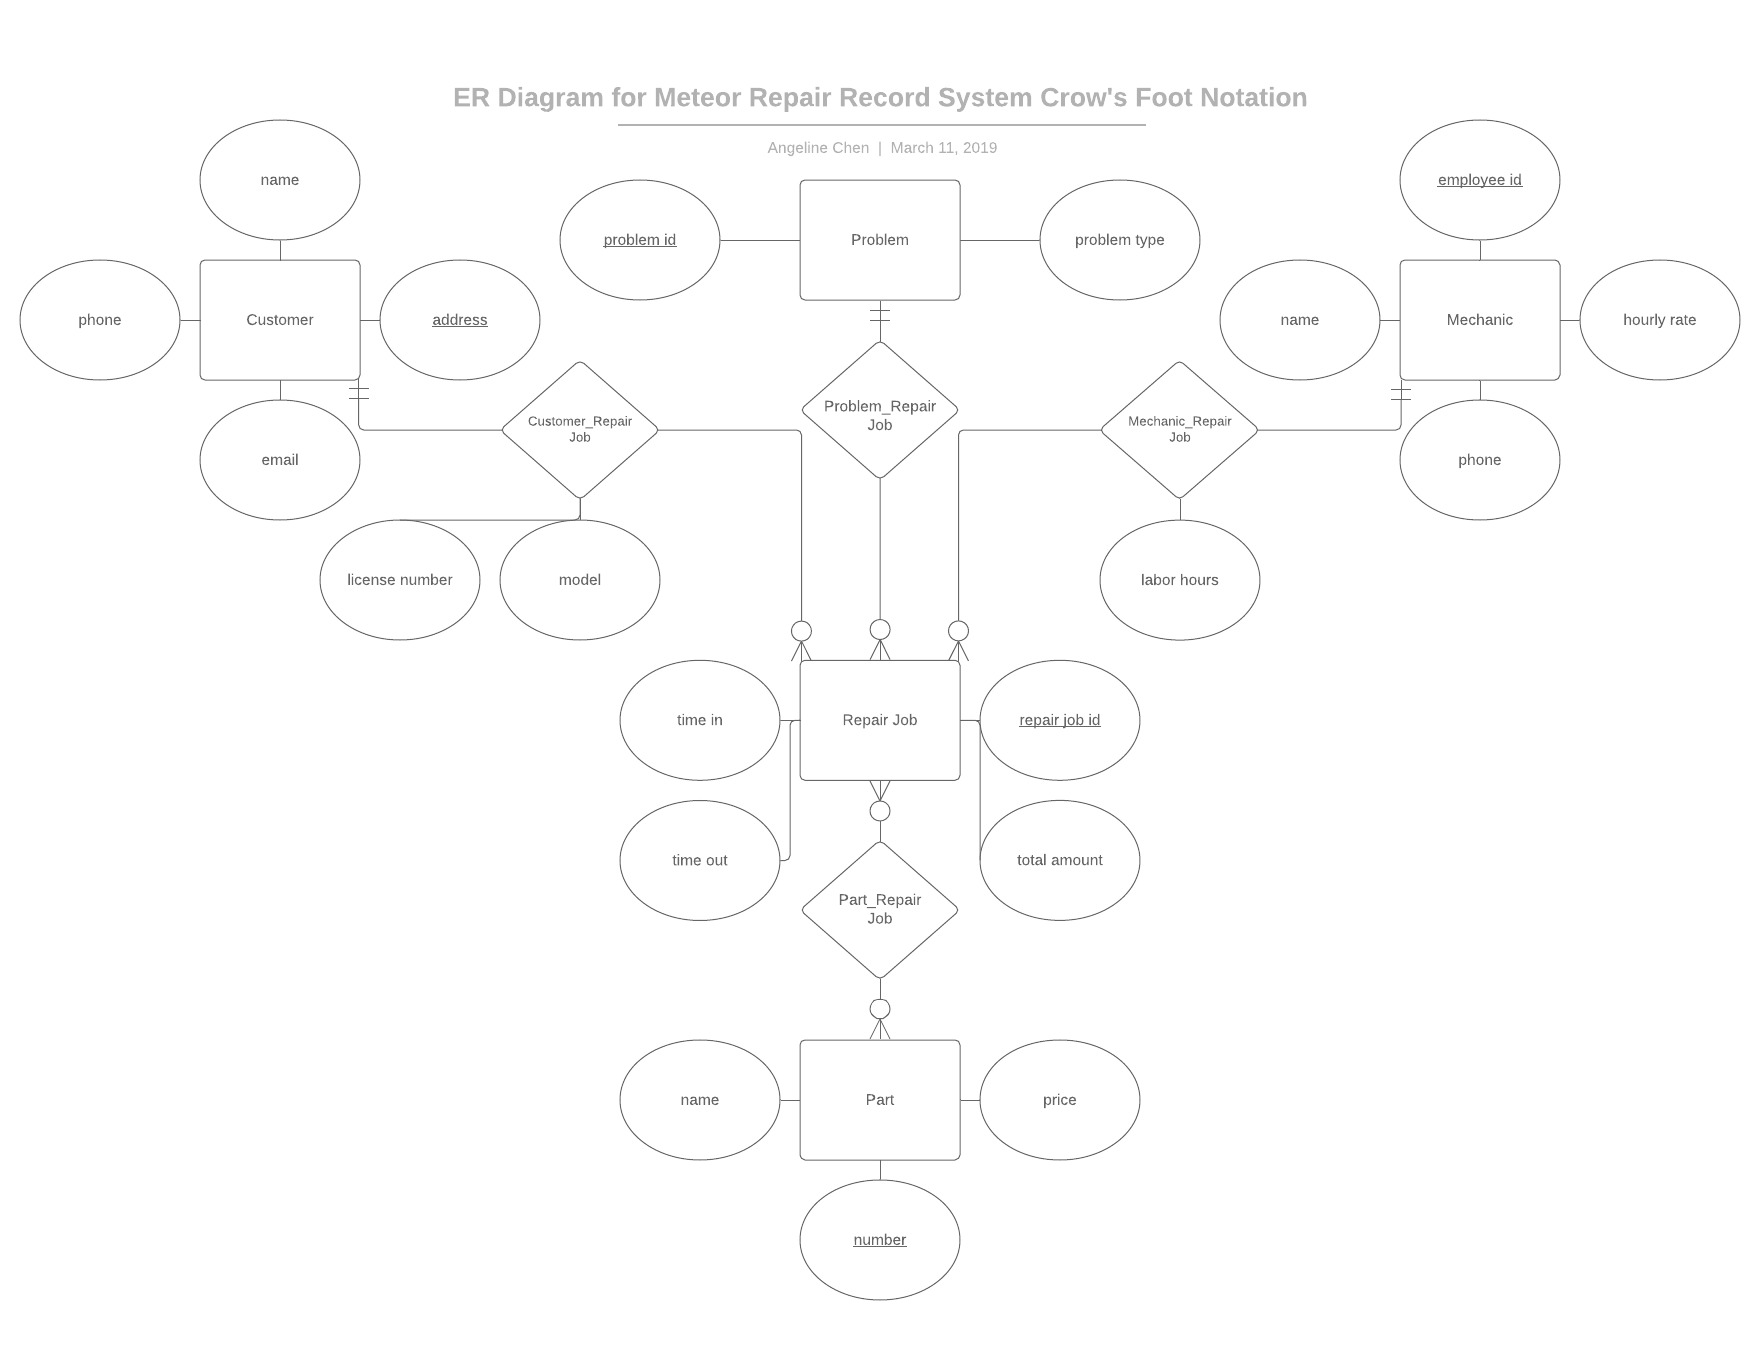 ER Diagram for Meteor Repair Record System Crow's Foot Notation
Angeline Chen | March 11, 2019
name
employee id
problem id
Problem
problem type
phone
Customer
address
name
Mechanic
hourly rate
Customer_Repair
Job
Problem_Repair
Job
Mechanic_Repair
Job
email
phone
license number
model
labor hours
time in
Repair Job
repair job id
time out
total amount
Part_Repair
Job
name
Part
price
number